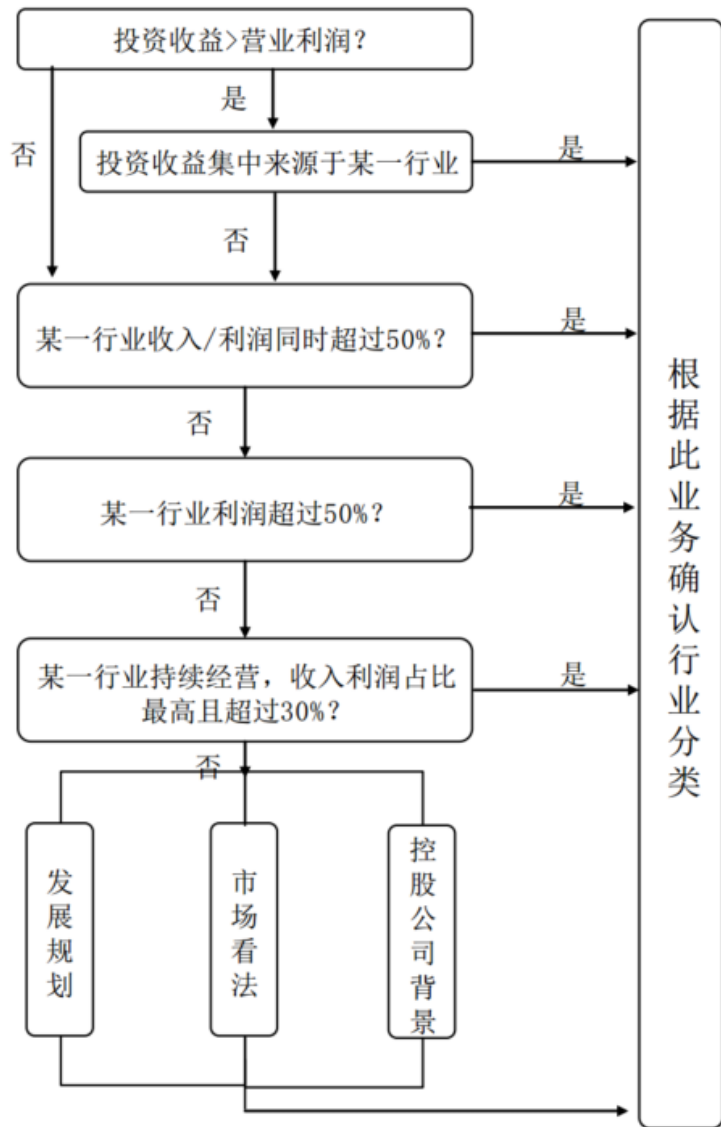 投资收益>营业利润？
是
否
投资收益集中来源于某一行业
是
否
某一行业收入/利润同时超过50%？
是
否
某一行业利润超过50%？
是
否
某一行业持续经营，收入利润占比
最高且超过30%？
是
否
发展规划
市场看法
控股公司背景
根据此业务确认行业分类